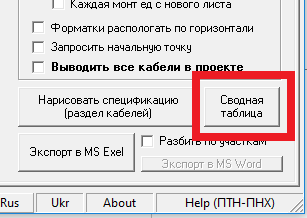 Каждая монт ед с нового листа
Форматки распологать по горизонтали
Запросить начальную точку
Выводить все кабели в проекте
Нарисовать спецификацию
(раздел кабелей)
Сводная
таблица
Экспорт в MS Exel
Разбить по участкам
Экспорт в MS Word
Rus
Ukr
About
Help (ПТН-ПНХ)